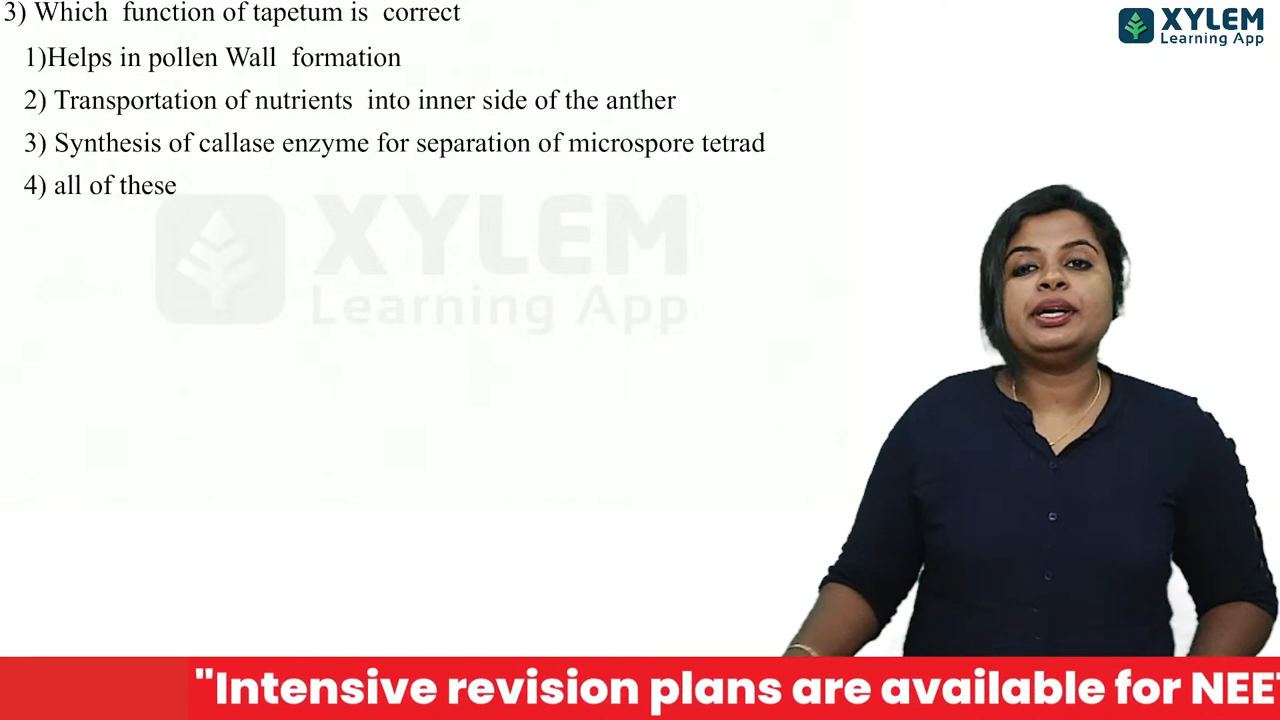 3) Which function of tapetum is correct
XYLEM
Learning App
1)Helps in pollen Wall formation
2) Transportation of nutrients into inner side of the anther
3) Synthesis of callase enzyme for separation of microspore tetrad
4) all of these
XYLEM
Learning App
"Intensive revision plans are available for NEET